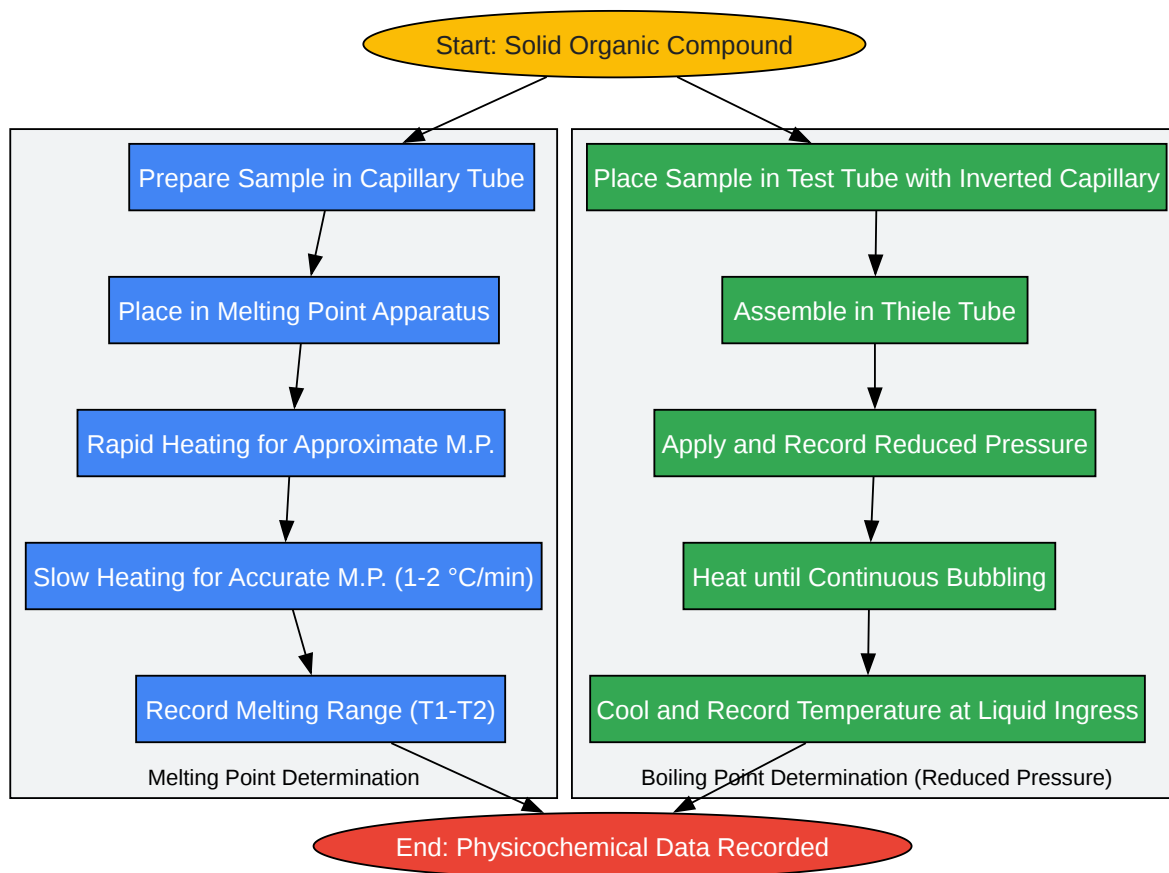 Start: Solid Organic Compound
Prepare Sample in Capillary Tube
Place in Melting Point Apparatus
Rapid Heating for Approximate M.P.
Slow Heating for Accurate M.P. (1-2 °C/min)
Record Melting Range (T1-T2)
Melting Point Determination
Place Sample in Test Tube with Inverted Capillary
Assemble in Thiele Tube
Apply and Record Reduced Pressure
Heat until Continuous Bubbling
Cool and Record Temperature at Liquid Ingress
Boiling Point Determination (Reduced Pressure)
End: Physicochemical Data Recorded